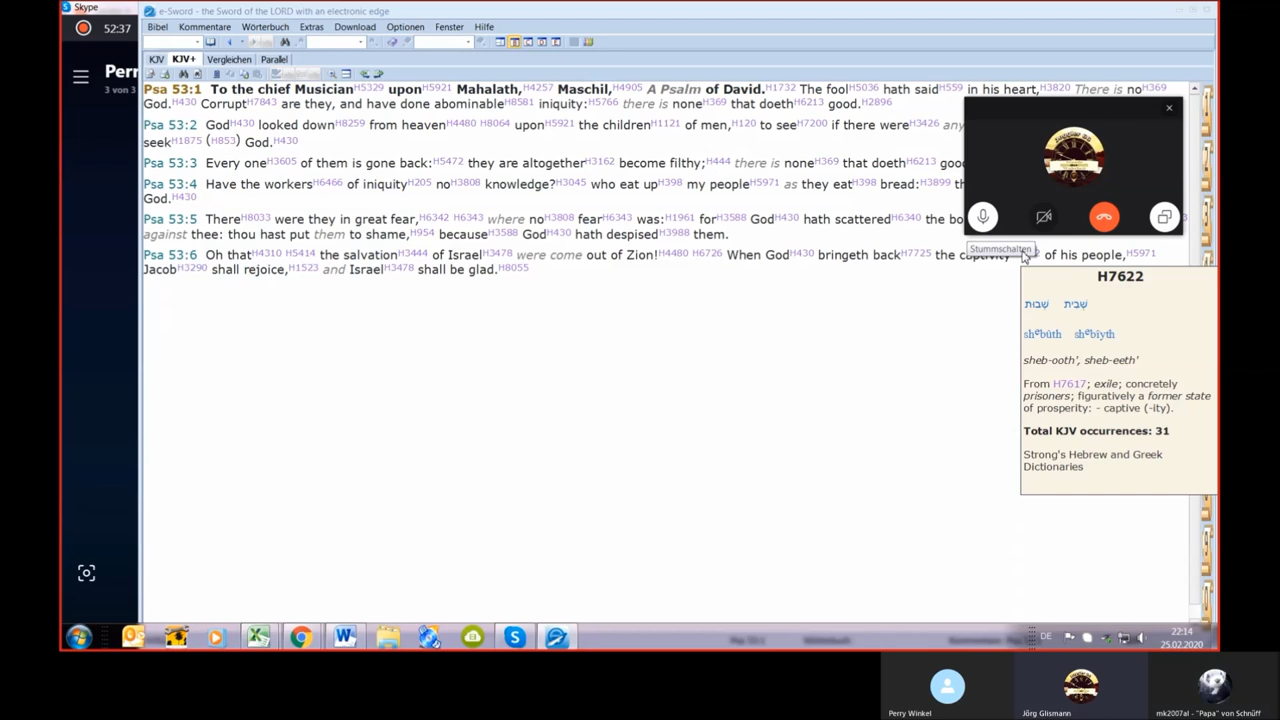 Skype
52:37
Perr
3 von 3
e-Sword - the Sword of the LORD with an electronic edge
Bibel Kommentare Wörterbuch Extras Download Optionen Fenster Hilfe
KJV KJV+ Vergleichen Parallel
Psa 53:1 To the chief MusicianH5329 uponH5921 Mahalath,H4257 Maschil,H4905 A Psalm of David.H1732 The foolH5036 hath saidH559 in his heart,H3820 There is noH369
God.H430 CorruptH7843 are they, and have done abominableH8581 iniquity:H5766 there is noneH369 that doethH6213 good.H2896
Psa 53:2 GodH430 looked downH8259 from heavenH4480 H8064 uponH5921 the childrenH1121 of men,H120 to seeH7200 if there wereH3426 any
seekH1875 (H853) God.H430
Psa 53:3 Every oneH3605 of them is gone back:H5472 they are altogetherH3162 become filthy;H444 there is noneH369 that doethH6213 good
Psa 53:4 Have the workersH6466 of iniquityH205 noH3808 knowledge?H3045 who eat upH398 my peopleH5971 as they eatH398 bread:H3899 t
God.H430
Psa 53:5 ThereH8033 were they in great fear,H6342 H6343 where noH3808 fearH6343 was:H1961 forH3588 GodH430 hath scatteredH6340 the bo
against thee: thou hast put them to shame,H954 becauseH3588 GodH430 hath despisedH3988 them.
Psa 53:6 Oh thatH4310 H5414 the salvationH3444 of IsraelH3478 were come out of Zion!H4480 H6726 When GodH430 bringeth backH7725 the captivity of his people,H5971
JacobH3290 shall rejoice,H1523 and IsraelH3478 shall be glad.H8055
Stummschalten
H7622
שׁבוּת שׁבית
shebûth shebîyth
sheb-ooth', sheb-eeth'
From H7617; exile; concretely
prisoners; figuratively a former state
of prosperity: - captive (-ity).
Total KJV occurrences: 31
Strong's Hebrew and Greek
Dictionaries
DE
22:14
25.02.2020
Perry Winkel
Jörg Glismann
mk2007al - "Papa" von Schnüff